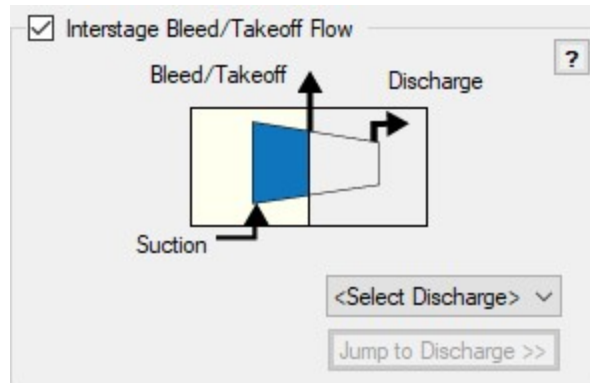 Interstage Bleed/Takeoff Flow
?
Bleed/Takeoff
Discharge
Suction
<Select Discharge>
Jump to Discharge >>